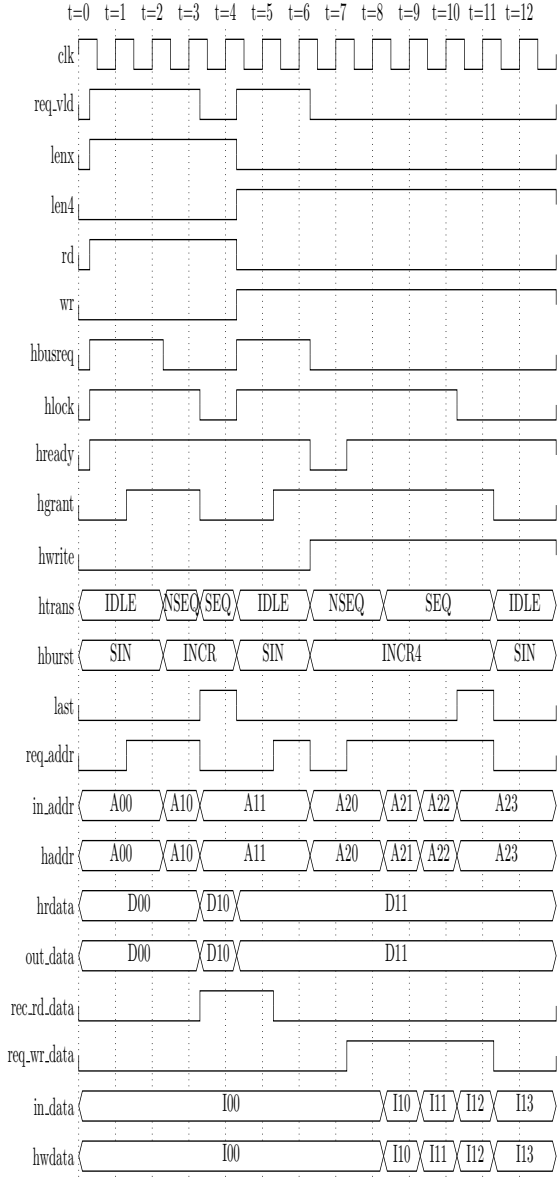 t=0 t=1 t=2 t=3 t=4 t=5 t=6 t=7 t=8 t=9 t=10 t=11 t=12
clk
req_vld
lenx
len4
rd
wr
hbusreq
hlock
hready
hgrant
hwrite
htrans IDLE NSEQ SEQ IDLE NSEQ SEQ IDLE
hburst SIN INCR SIN INCR4 SIN
last
req_addr
in_addr A00 A10 A11 A20 A21 A22 A23
haddr A00 A10 A11 A20 A21 A22 A23
hrdata D00 D10 D11
out_data D00 D10 D11
rec_rd_data
req_wr_data
in_data I00 I10 I11 I12 I13
hwdata I00 I10 I11 I12 I13